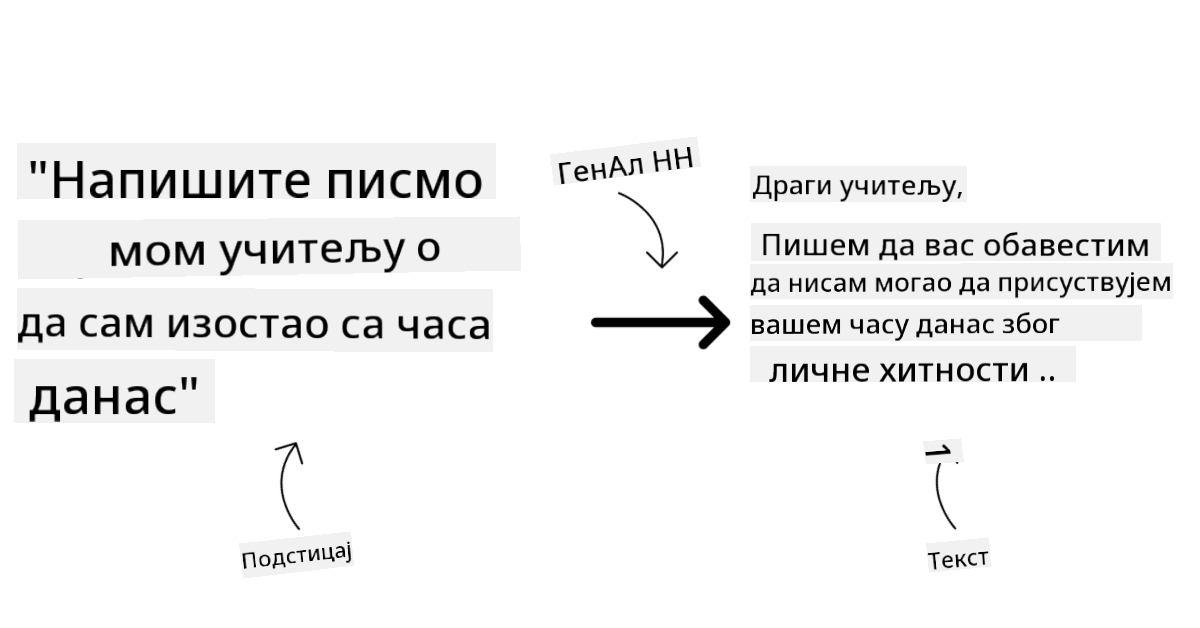 "Напишите писмо
мом учитељу о
да сам изостао са часа
данас"
Подстицај
ГенАл НН
Драги учитељу,
Пишем да вас обавестим
да нисам могао да присуствујем
вашем часу данас због
личне хитности ..
Текст